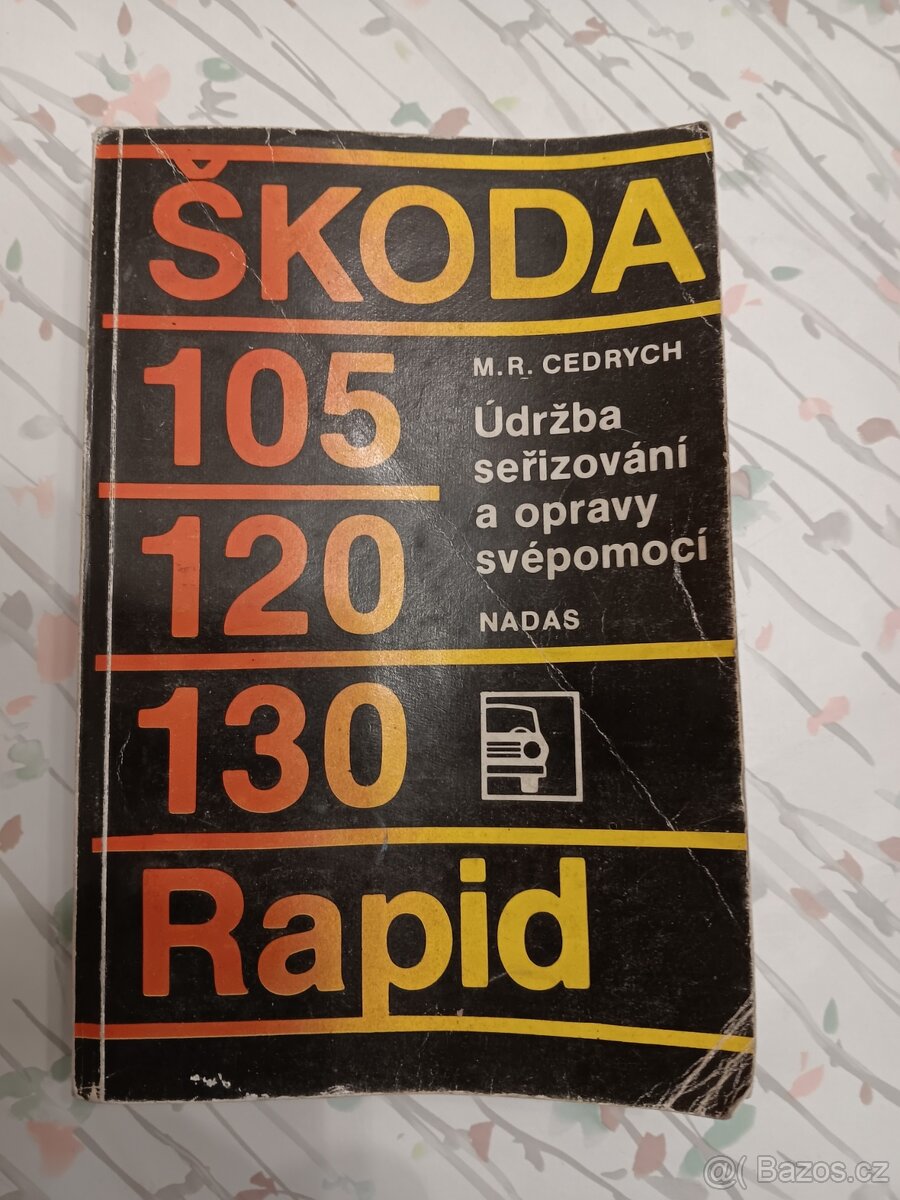 ŠKODA
105
M.R. CEDRYCH
Údržba
seřizování
a opravy
svépomocí
120
NADAS
130
Rapid
@( Bazos.cz